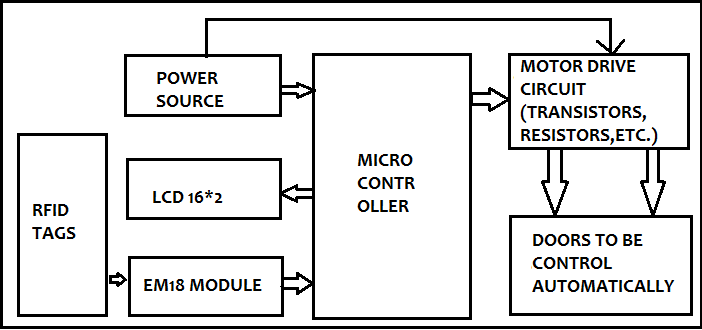 POWER
SOURCE
MOTOR DRIVE
CIRCUIT
(TRANSISTORS,
RESISTORS,ETC.)
MICRO
CONTR
OLLER
LCD 16*2
RFID
TAGS
EM18 MODULE
DOORS TO BE
CONTROL
AUTOMATICALLY